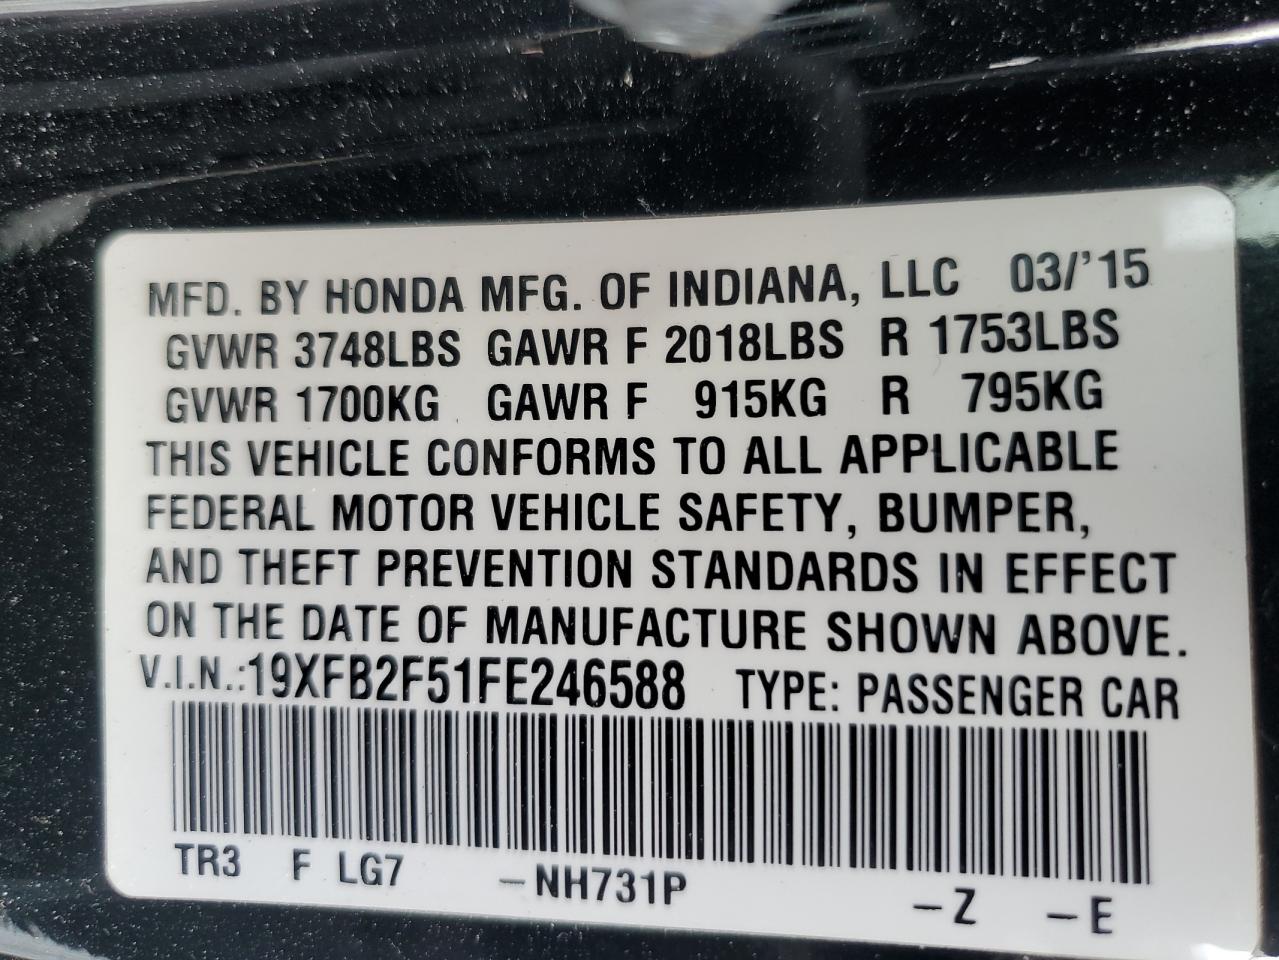 MFD. BY HONDA MFG. OF INDIANA, LLC 03/'15
GVWR 3748LBS GAWR F 2018LBS R 1753LBS
GVWR 1700KG GAWR F 915KG R 795KG
THIS VEHICLE CONFORMS TO ALL APPLICABLE
FEDERAL MOTOR VEHICLE SAFETY, BUMPER,
AND THEFT PREVENTION STANDARDS IN EFFECT
ON THE DATE OF MANUFACTURE SHOWN ABOVE.
V.I.N.:19XFB2F51FE246588 TYPE: PASSENGER CAR
TR3 F LG7 –NH731P –Z –E